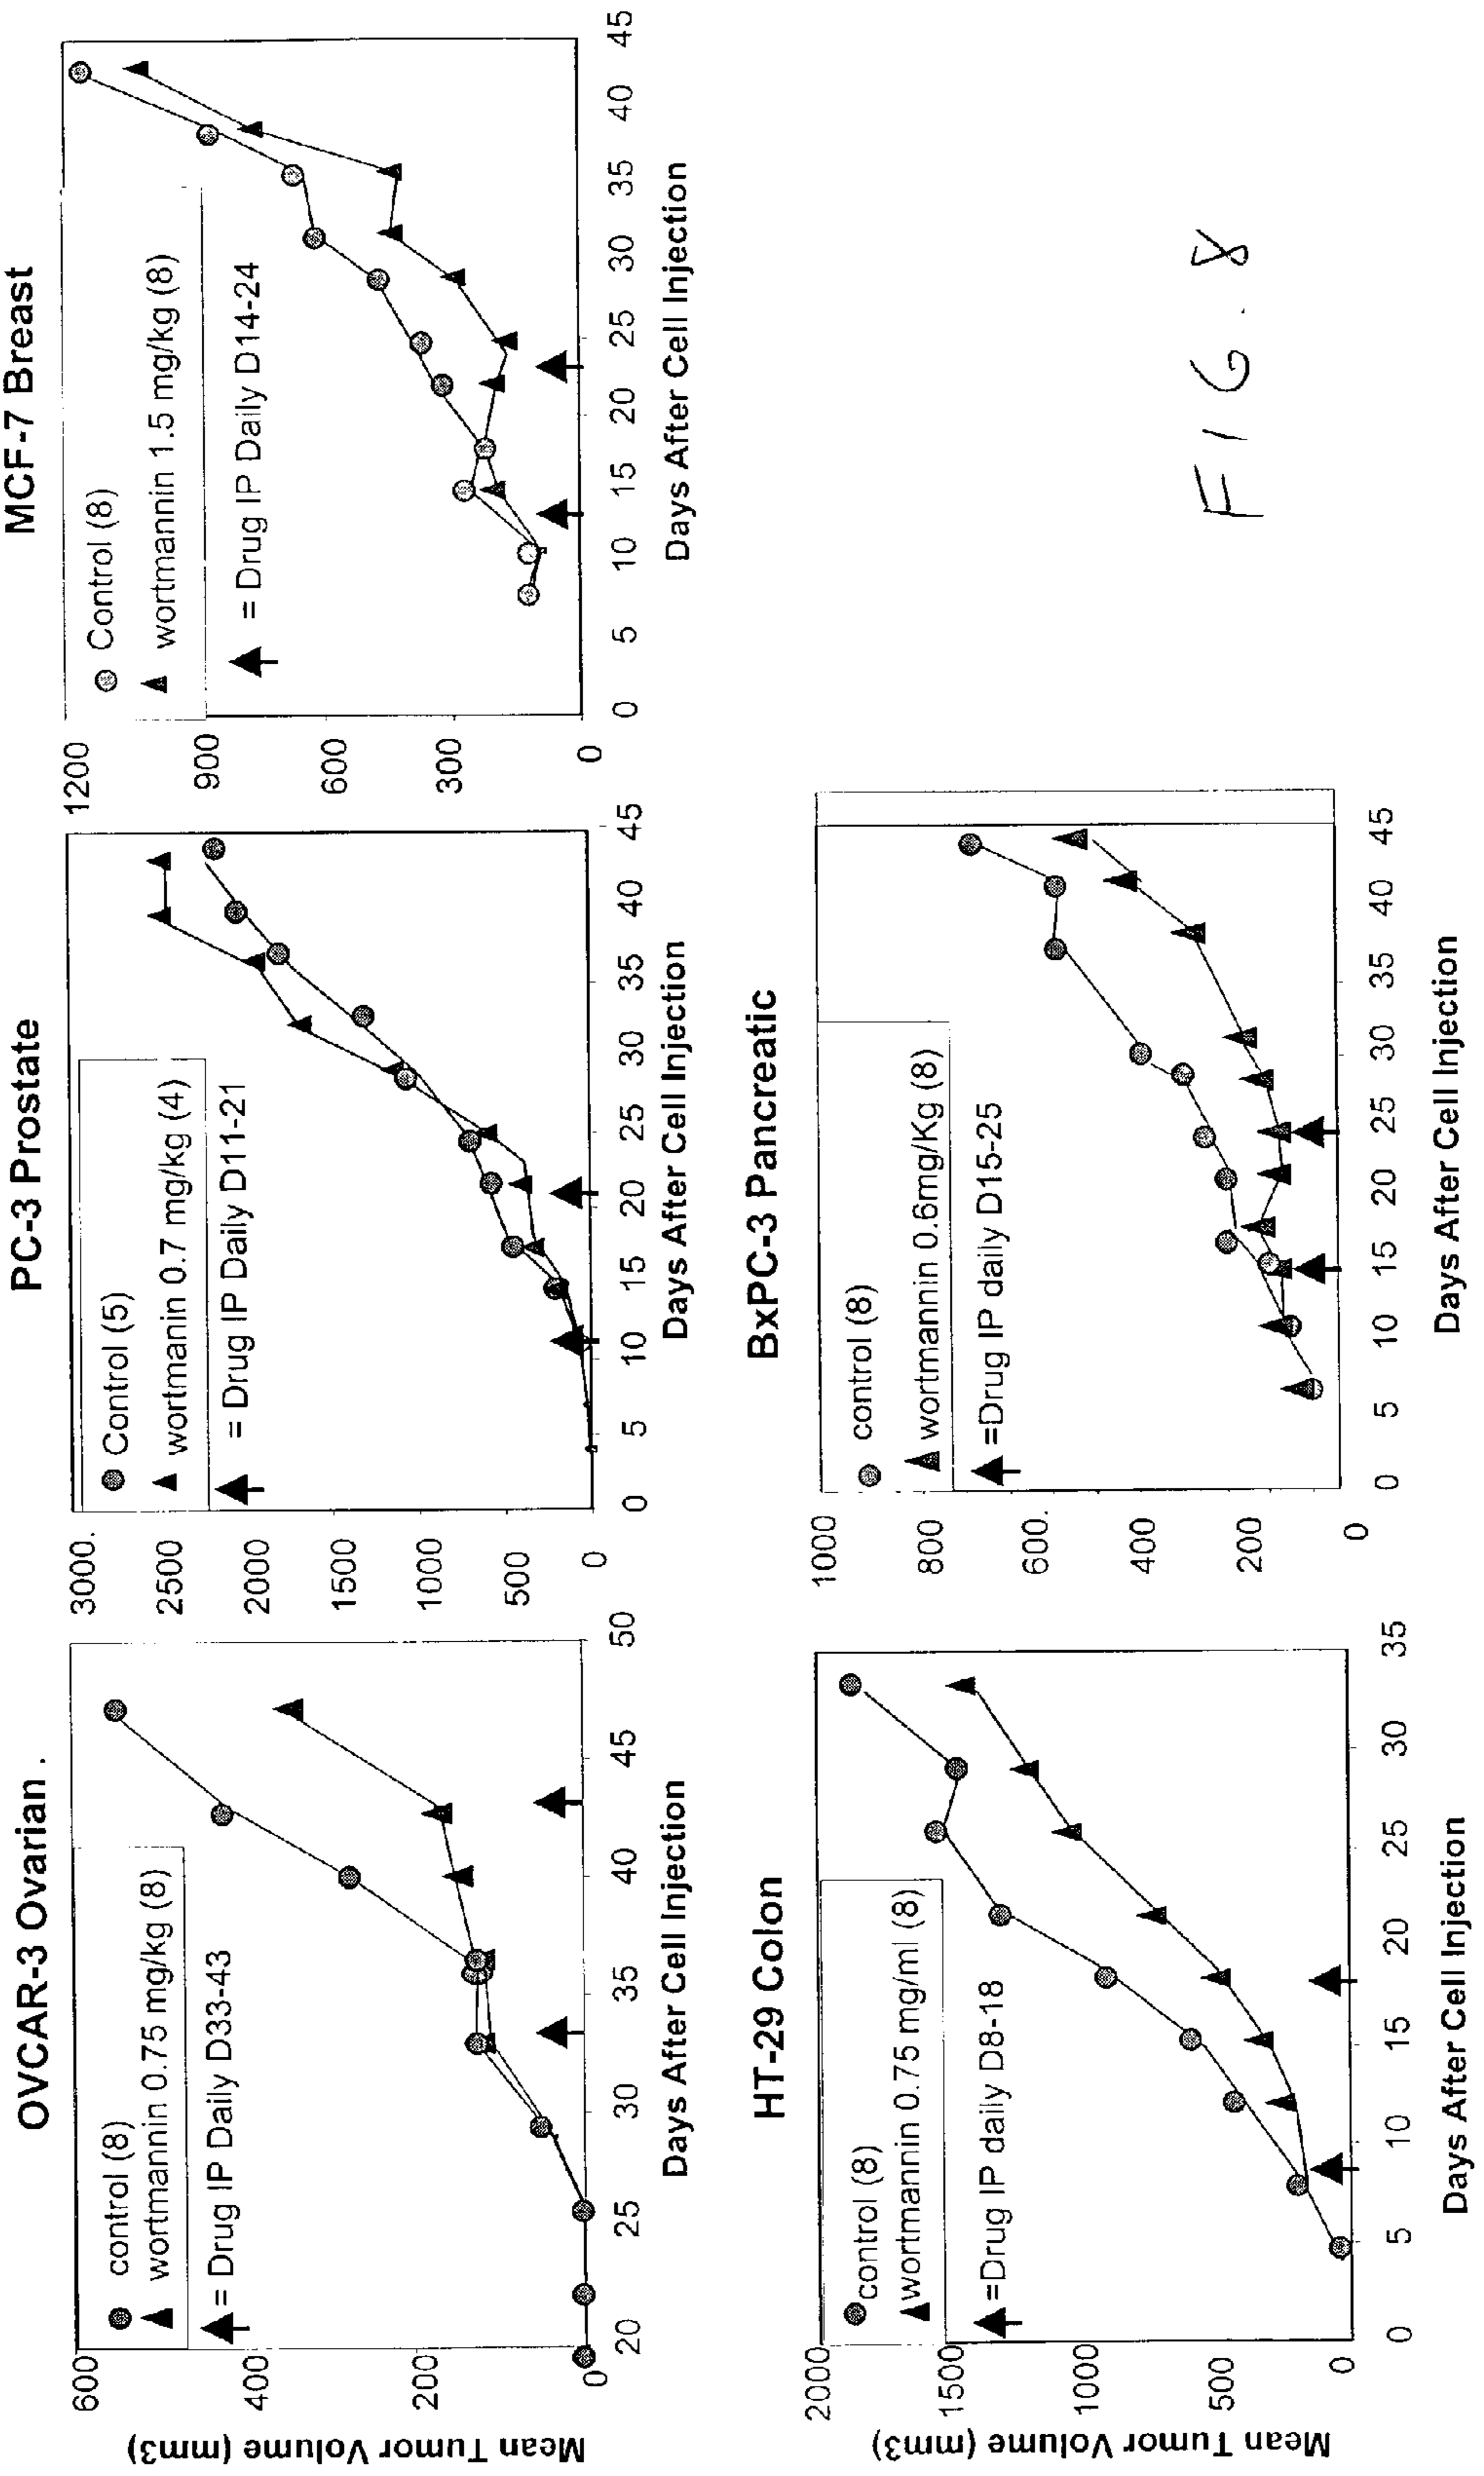 OVCAR-3 Ovarian .
control (8)
wortmannin 0.75 mg/kg (8)
= Drug IP Daily D33-43
Mean Tumor Volume (mm3)
600
400
200
0
20 25 30 35 40 45 50
Days After Cell Injection
PC-3 Prostate
Control (5)
wortmanin 0.7 mg/kg (4)
= Drug IP Daily D11-21
3000.
2500
2000
1500
1000
500
0
0 5 10 15 20 25 30 35 40 45
Days After Cell Injection
MCF-7 Breast
Control (8)
wortmannin 1.5 mg/kg (8)
= Drug IP Daily D14-24
1200
900
600
300
0
0 5 10 15 20 25 30 35 40 45
Days After Cell Injection
HT-29 Colon
control (8)
wortmannin 0.75 mg/ml (8)
=Drug IP daily D8-18
Mean Tumor Volume (mm3)
2000
1500
1000
500
0
0 5 10 15 20 25 30 35
Days After Cell Injection
BxPC-3 Pancreatic
control (8)
wortmannin 0.6mg/Kg (8)
=Drug IP daily D15-25
1000
800
600.
400
200
0
0 5 10 15 20 25 30 35 40 45
Days After Cell Injection
FIG. 8